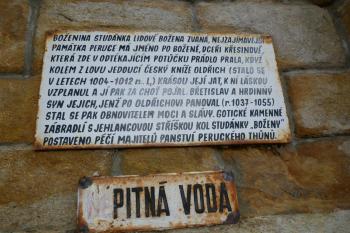 BOŽENINA STUDÁNKA LIDOVĚ BOŽENA ZVANÁ, NEJZAJÍMAVĚJŠÍ
PAMÁTKA PERUCE MÁ JMÉNO PO BOŽENĚ, DCEŘI KŘESINOVĚ,
KTERÁ ZDE V ODTÉKAJÍCÍM POTŮČKU PRÁDLO PRALA, KDYŽ
KOLEM Z LOVU JEDOUCÍ ČESKÝ KNÍŽE OLDŘICH (STALO SE
V LETECH 1004-1012 n. l.) KRÁSOU JEJÍ JAT, K NÍ LÁSKOU
VZPLANUL A JI PAK ZA CHOŤ POJAL. BŘETISLAV A HRDINNÝ
SYN JEJICH, JENŽ PO OLDŘICHOVI PANOVAL (r. 1037-1055)
STAL SE PAK OBNOVITELEM MOCI A SLÁVY. GOTICKÉ KAMENNÉ
ZÁBRADLÍ S JEHLANCOVOU STŘÍŠKOU KOL STUDÁNKY „BOŽENY"
POSTAVENO PÉČÍ MAJITELŮ PANSTVÍ PERUCKÉHO THÚNŮ.
PITNÁ VODA